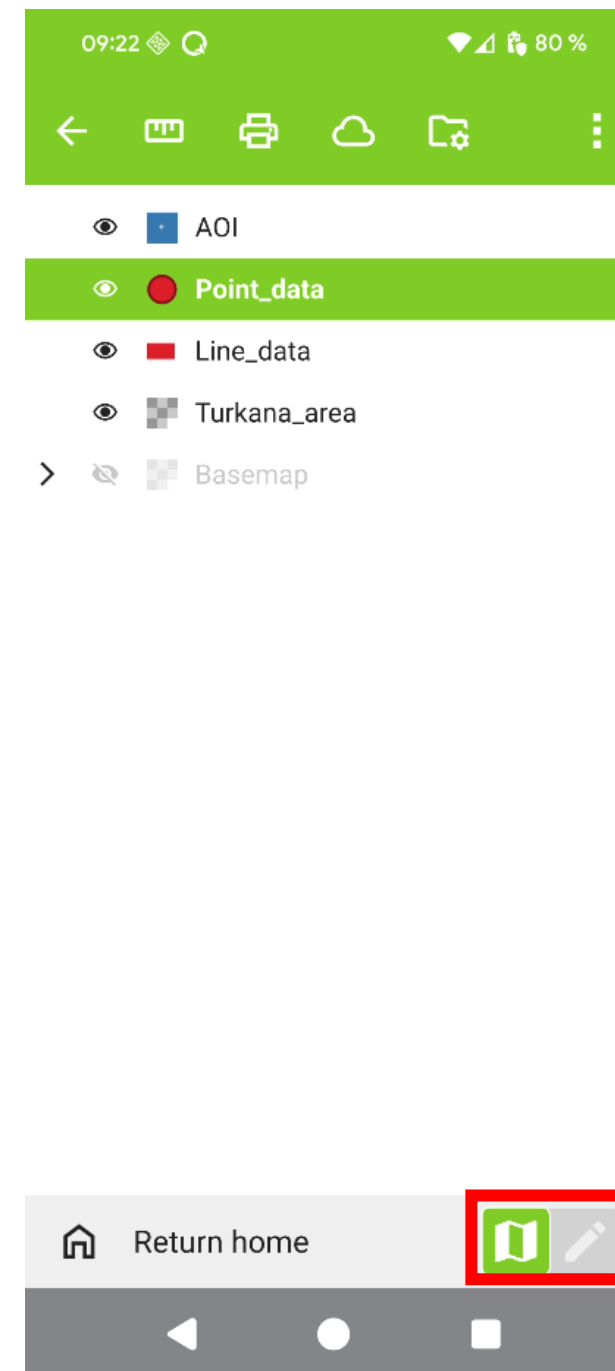 09:22 80 %
AOI
Point_data
Line_data
Turkana_area
Basemap
Return home